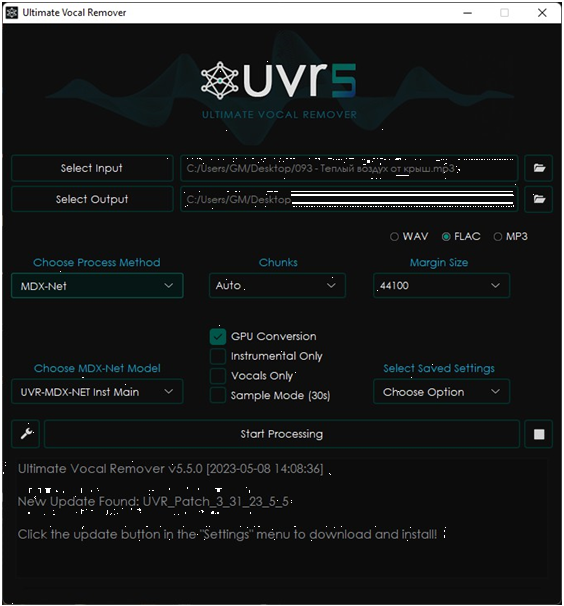 Ultimate Vocal Remover
uvr5
ULTIMATE VOCAL REMOVER
Select Input C:/Users/GM/Desktop/093 - Теплый воздух от крыш.mp3
Select Output C:/Users/GM/Desktop
WAV FLAC MP3
Choose Process Method Chunks Margin Size
MDX-Net Auto 44100
GPU Conversion
Instrumental Only
Choose MDX-Net Model Vocals Only Select Saved Settings
UVR-MDX-NET Inst Main Sample Mode (30s) Choose Option
Start Processing
Ultimate Vocal Remover v5.5.0 [2023-05-08 14:08:36]
New Update Found: UVR_Patch_3_31_23_5_5
Click the update button in the "Settings" menu to download and install!